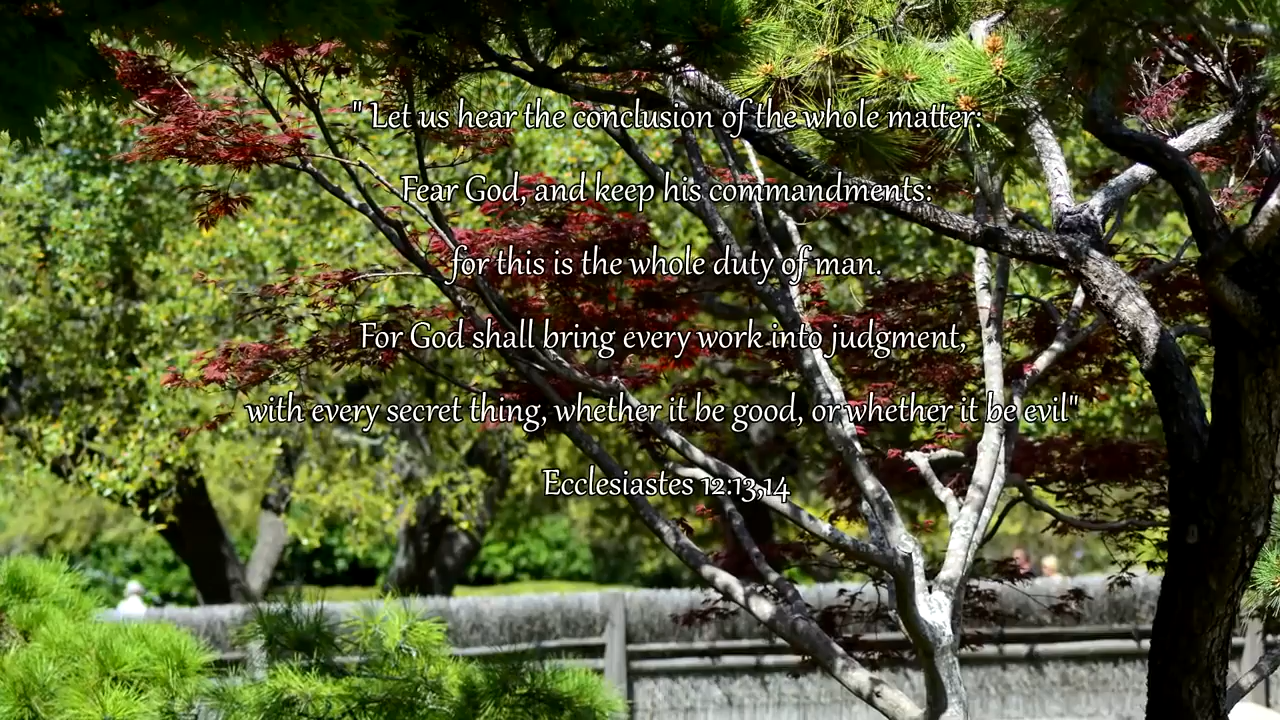 " Let us hear the conclusion of the whole matter:
Fear God, and keep his commandments:
for this is the whole duty of man.
For God shall bring every work into judgment,
with every secret thing, whether it be good, or whether it be evil"
Ecclesiastes 12:13,14